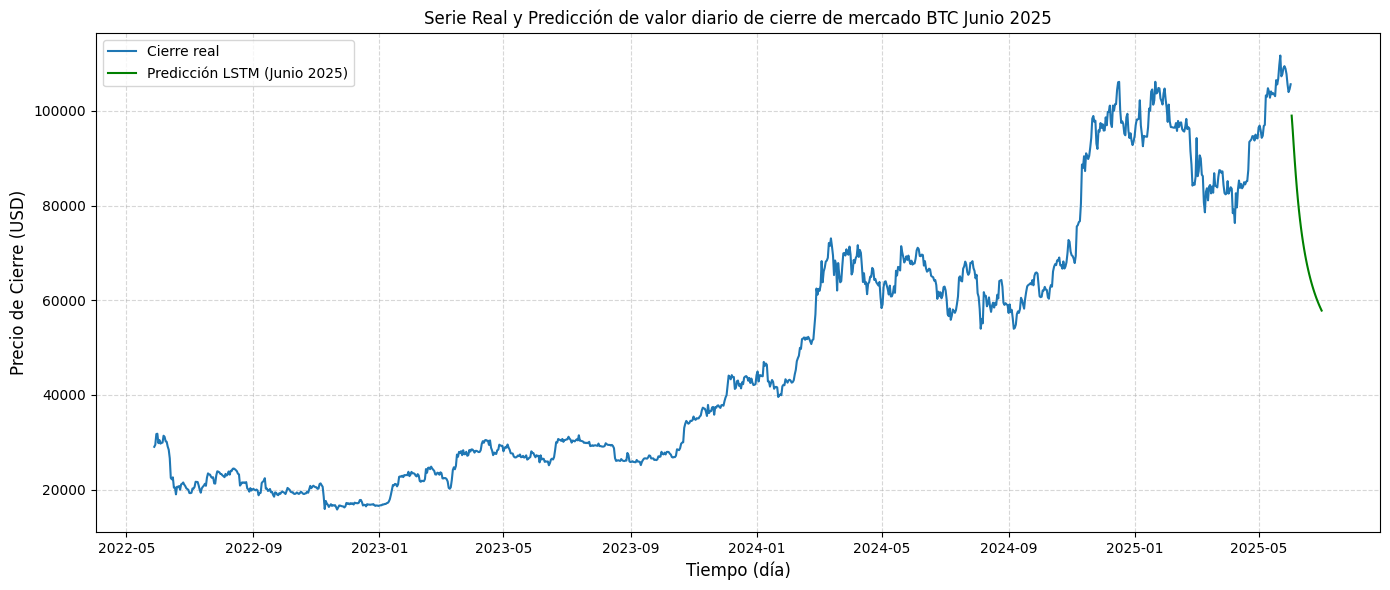 Serie Real y Predicción de valor diario de cierre de mercado BTC Junio 2025
Cierre real
Predicción LSTM (Junio 2025)
Precio de Cierre (USD)
100000
80000
60000
40000
20000
2022-05 2022-09 2023-01 2023-05 2023-09 2024-01 2024-05 2024-09 2025-01 2025-05
Tiempo (día)